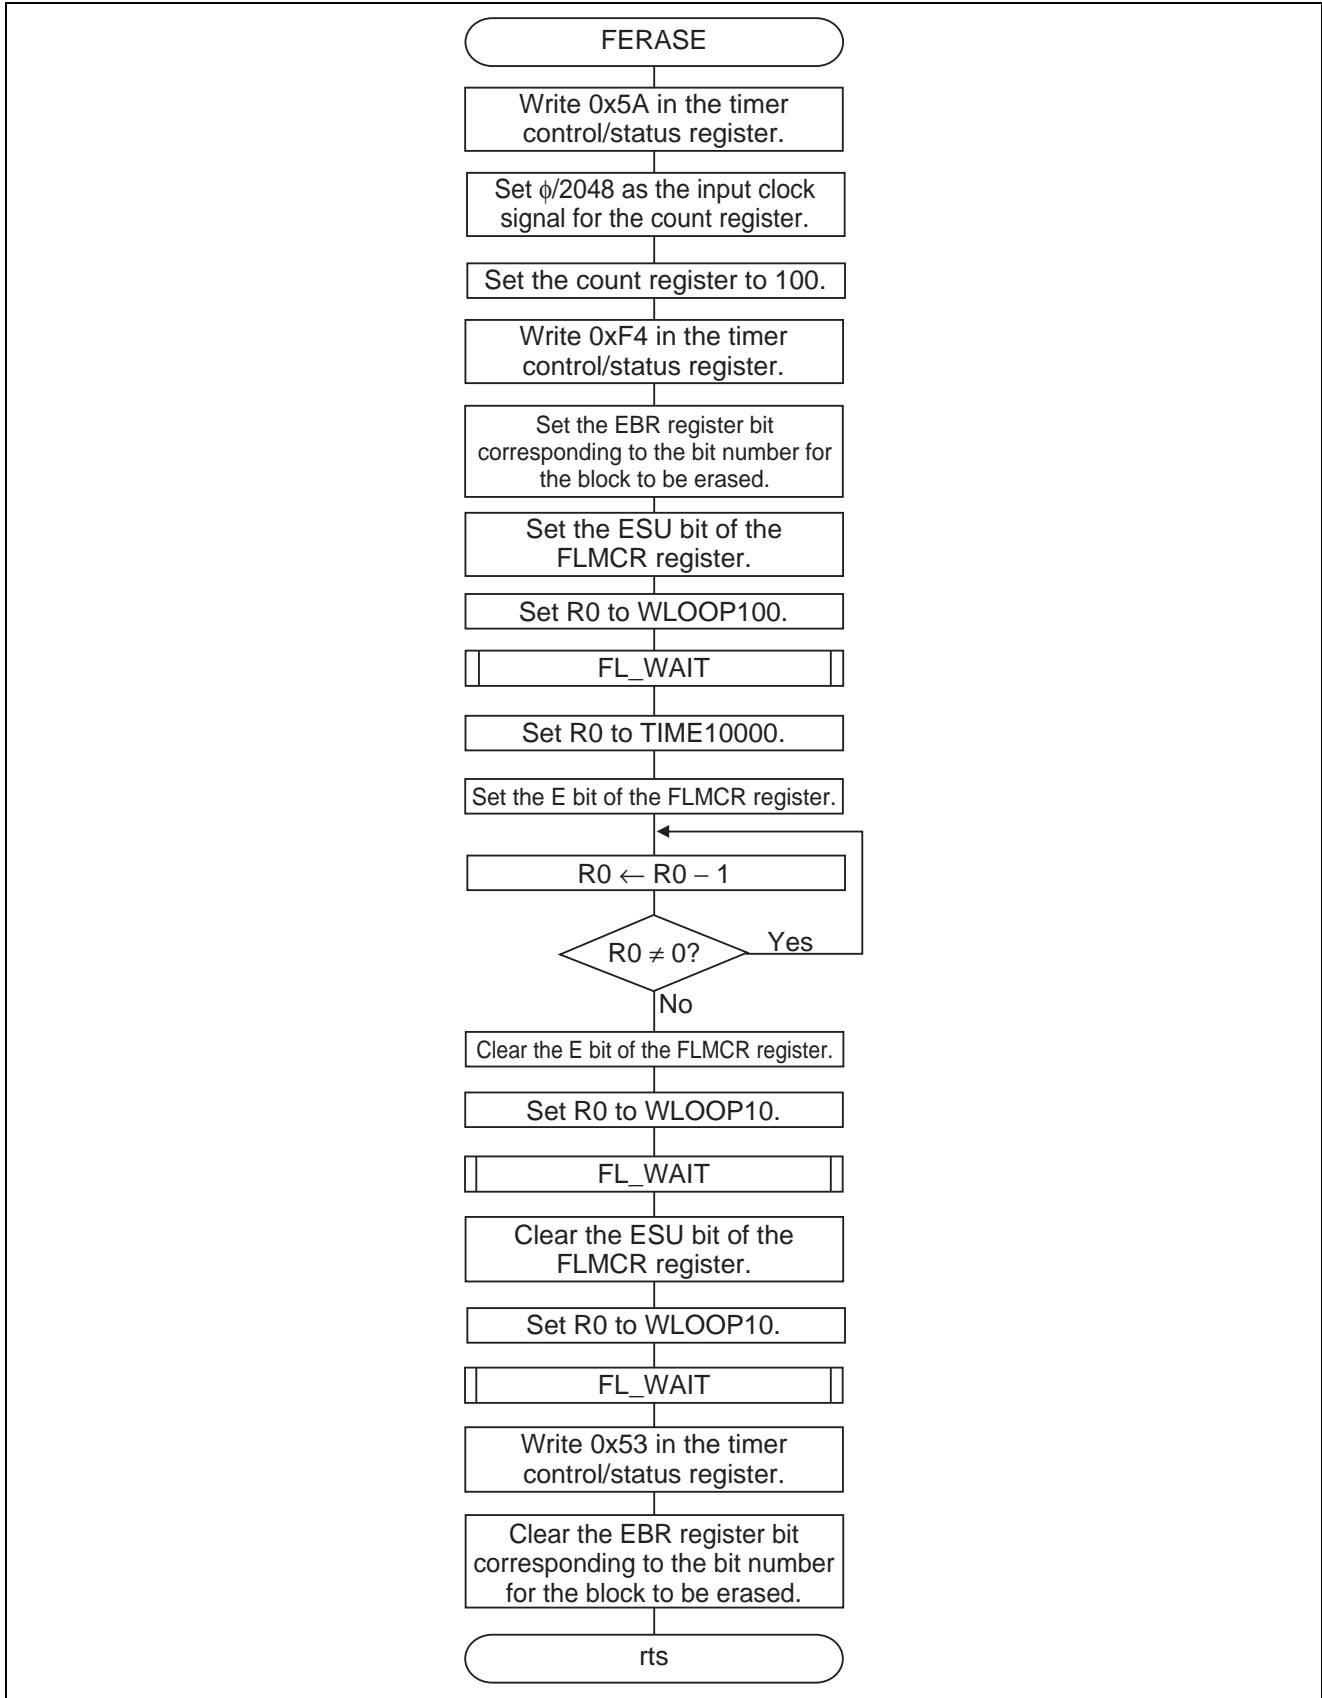 FERASE
Write 0x5A in the timer
control/status register.
Set ϕ/2048 as the input clock
signal for the count register.
Set the count register to 100.
Write 0xF4 in the timer
control/status register.
Set the EBR register bit
corresponding to the bit number for
the block to be erased.
Set the ESU bit of the
FLMCR register.
Set R0 to WLOOP100.
FL_WAIT
Set R0 to TIME10000.
Set the E bit of the FLMCR register.
R0 ← R0 − 1
R0 ≠ 0?
Yes
No
Clear the E bit of the FLMCR register.
Set R0 to WLOOP10.
FL_WAIT
Clear the ESU bit of the
FLMCR register.
Set R0 to WLOOP10.
FL_WAIT
Write 0x53 in the timer
control/status register.
Clear the EBR register bit
corresponding to the bit number
for the block to be erased.
rts